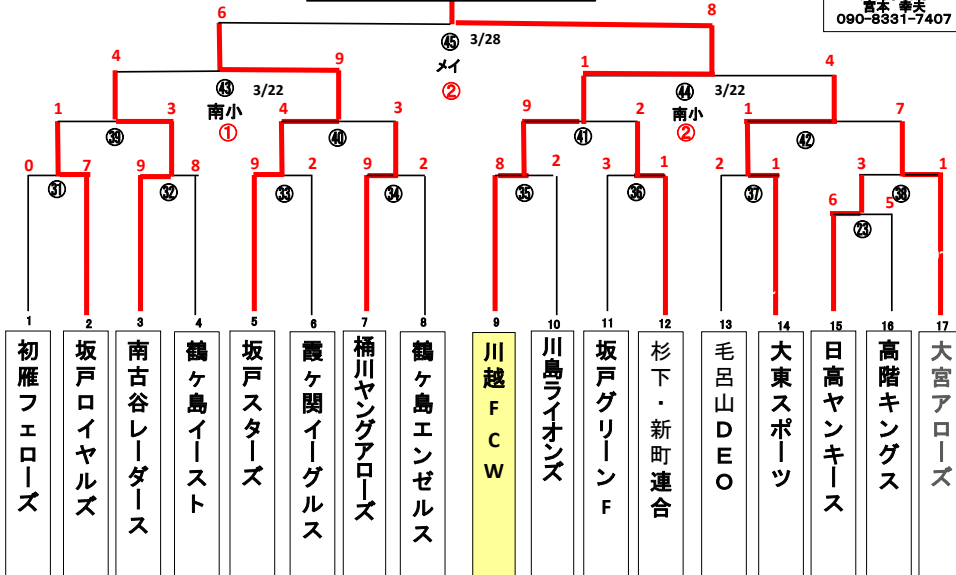 宮本 幸夫
090-8331-7407
6 8
㊺ 3/28
メイ
②
4 9 1 4
㊸ 3/22 ㊹ 3/22
南小 南小
① ②
1 3 4 3 9 2 1 7
㊴ ㊵ ㊶ ㊷
0 7 9 8 9 2 9 2 8 2 3 1 2 1 3 1
㉛ ㉜ ㉝ ㉞ ㉟ ㊱ ㊲ ㊳
6 5
㉓
1 2 3 4 5 6 7 8 9 10 11 12 13 14 15 16 17
初雁フェローズ
坂戸ロイヤルズ
南古谷レーダース
鶴ヶ島イースト
坂戸スターズ
霞ヶ関イーグルス
桶川ヤングアローズ
鶴ヶ島エンゼルス
川越FCW
川島ライオンズ
坂戸グリーンF
杉下・新町連合
毛呂山DEO
大東スポーツ
日高ヤンキース
高階キングス
大宮アローズ